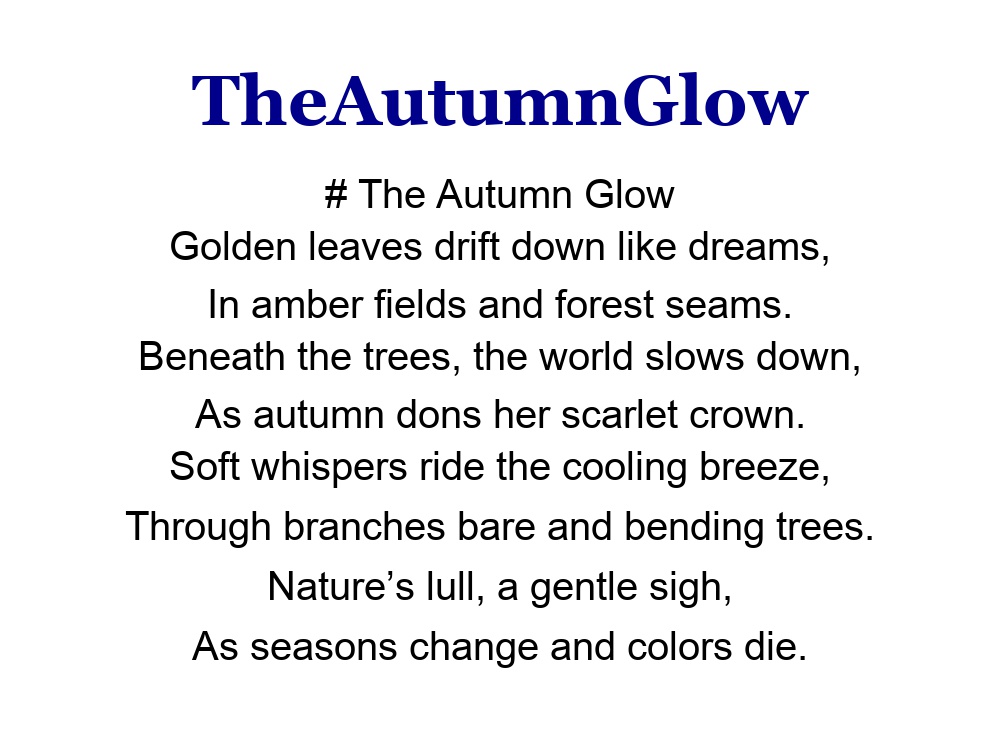 TheAutumnGlow
# The Autumn Glow
Golden leaves drift down like dreams,
In amber fields and forest seams.
Beneath the trees, the world slows down,
As autumn dons her scarlet crown.
Soft whispers ride the cooling breeze,
Through branches bare and bending trees.
Nature’s lull, a gentle sigh,
As seasons change and colors die.